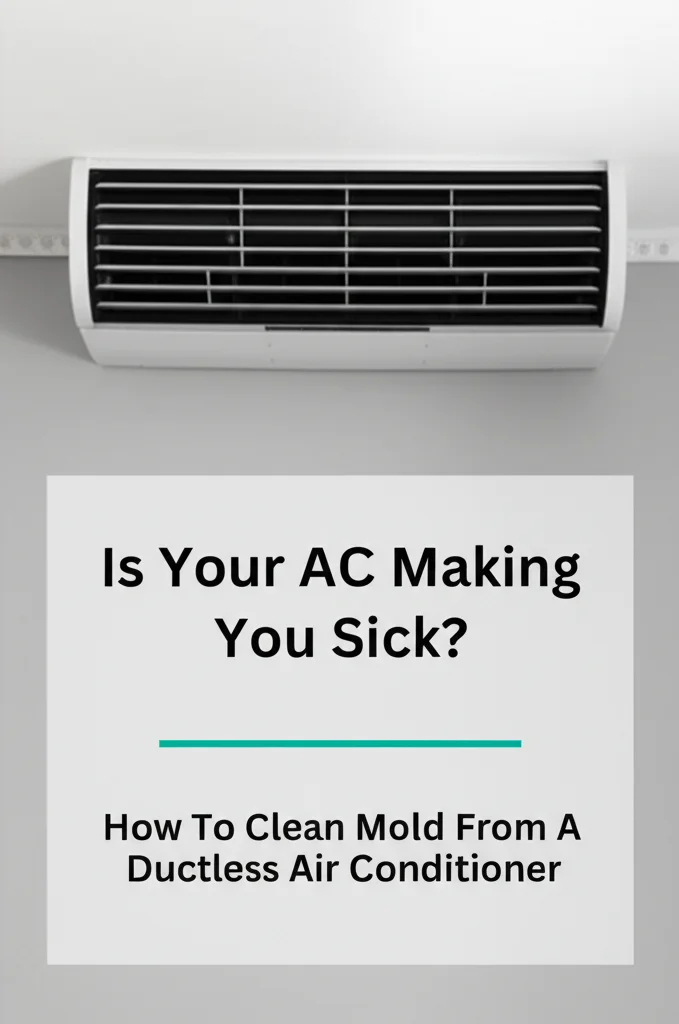 Is Your AC Making
You Sick?
How To Clean Mold From A
Ductless Air Conditioner